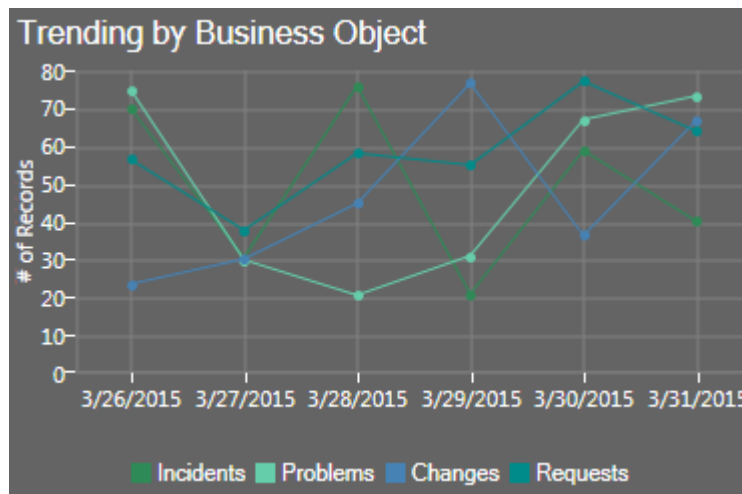 Trending by Business Object
# of Records
80
70
60
50
40
30
20
10
0
3/26/2015 3/27/2015 3/28/2015 3/29/2015 3/30/2015 3/31/2015
Incidents Problems Changes Requests